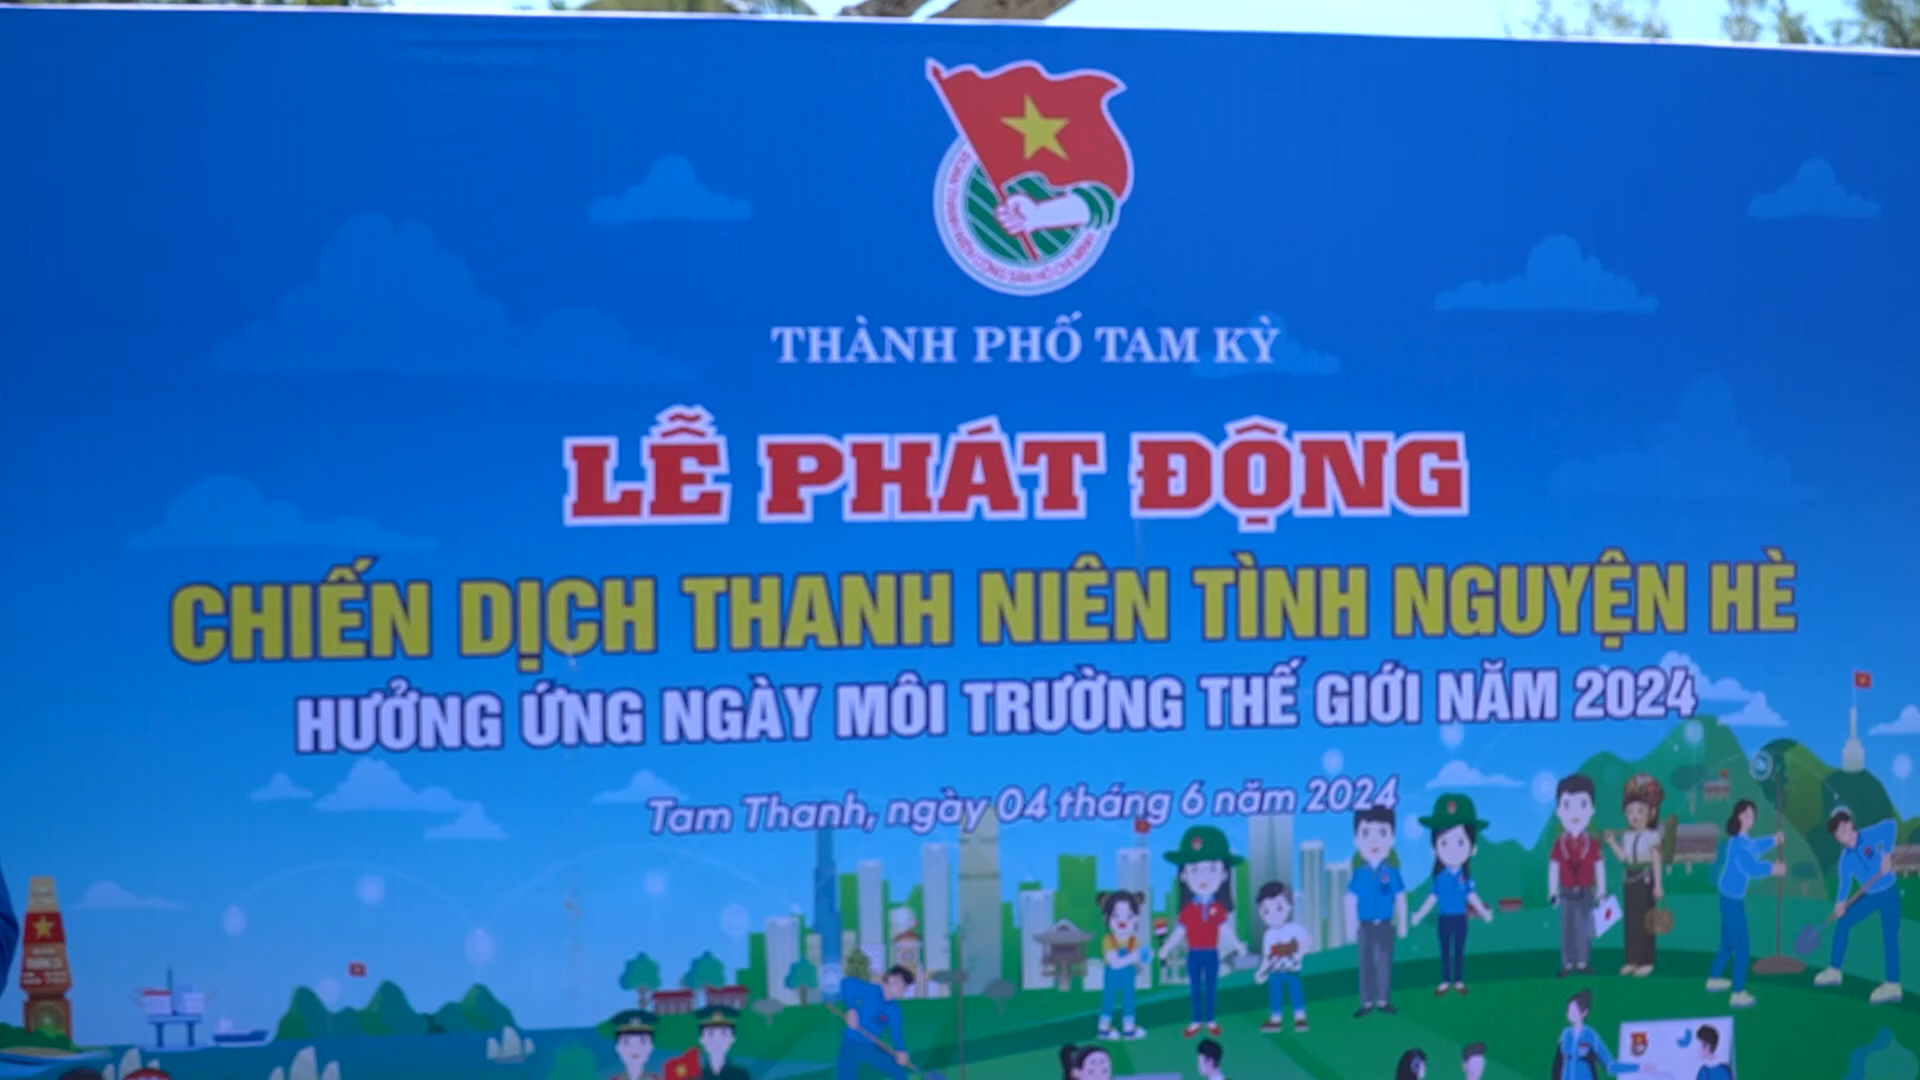 THÀNH PHỐ TAM KỲ
LỄ PHÁT ĐỘNG
CHIẾN DỊCH THANH NIÊN TÌNH NGUYỆN HÈ
HƯỞNG ỨNG NGÀY MÔI TRƯỜNG THẾ GIỚI NĂM 2024
Tam Thanh, ngày 04 tháng 6 năm 2024